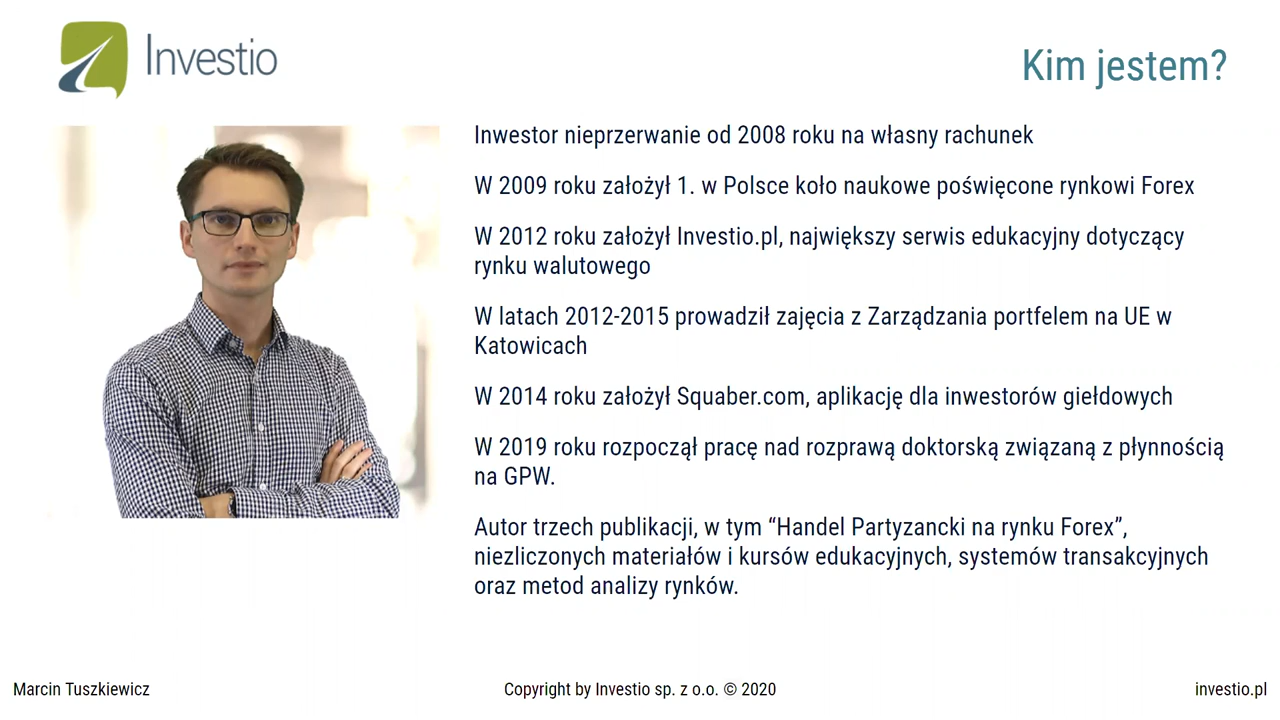 Investio
Kim jestem?
Inwestor nieprzerwanie od 2008 roku na własny rachunek
W 2009 roku założył 1. w Polsce koło naukowe poświęcone rynkowi Forex
W 2012 roku założył Investio.pl, największy serwis edukacyjny dotyczący
rynku walutowego
W latach 2012-2015 prowadził zajęcia z Zarządzania portfelem na UE w
Katowicach
W 2014 roku założył Squaber.com, aplikację dla inwestorów giełdowych
W 2019 roku rozpoczął pracę nad rozprawą doktorską związaną z płynnością
na GPW.
Autor trzech publikacji, w tym “Handel Partyzancki na rynku Forex”,
niezliczonych materiałów i kursów edukacyjnych, systemów transakcyjnych
oraz metod analizy rynków.
Marcin Tuszkiewicz
Copyright by Investio sp. z o.o. © 2020
investio.pl